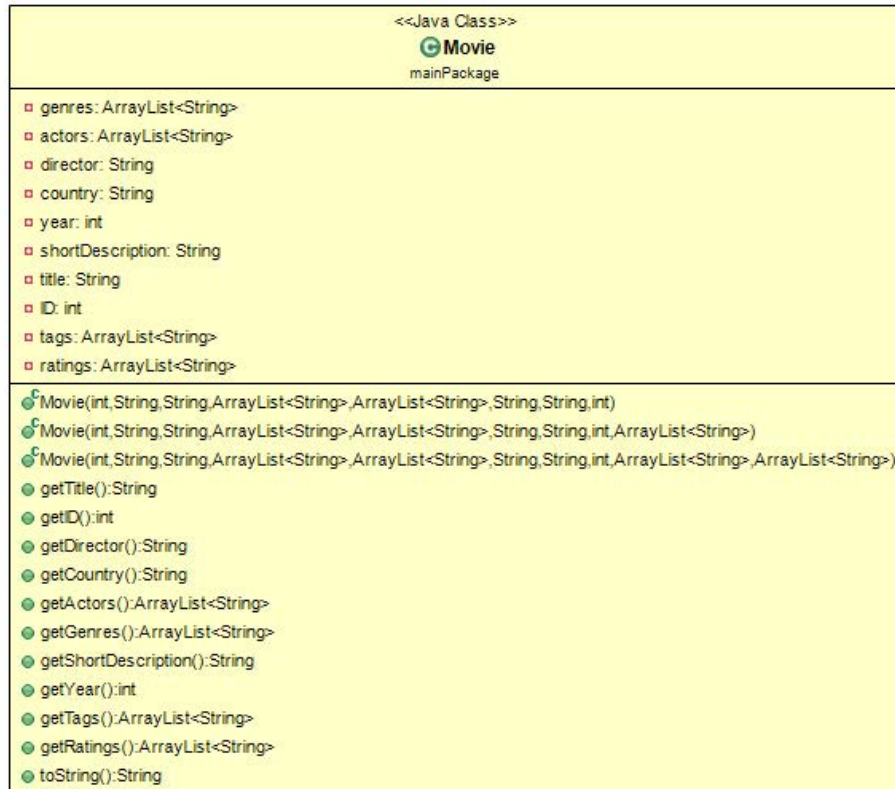 <<Java Class>>
Movie
mainPackage
genres: ArrayList<String>
actors: ArrayList<String>
director: String
country: String
year: int
shortDescription: String
title: String
ID: int
tags: ArrayList<String>
ratings: ArrayList<String>
Movie(int,String,String,ArrayList<String>,ArrayList<String>,String,String,int)
Movie(int,String,String,ArrayList<String>,ArrayList<String>,String,String,int,ArrayList<String>)
Movie(int,String,String,ArrayList<String>,ArrayList<String>,String,String,int,ArrayList<String>,ArrayList<String>)
getTitle():String
getID():int
getDirector():String
getCountry():String
getActors():ArrayList<String>
getGenres():ArrayList<String>
getShortDescription():String
getYear():int
getTags():ArrayList<String>
getRatings():ArrayList<String>
toString():String